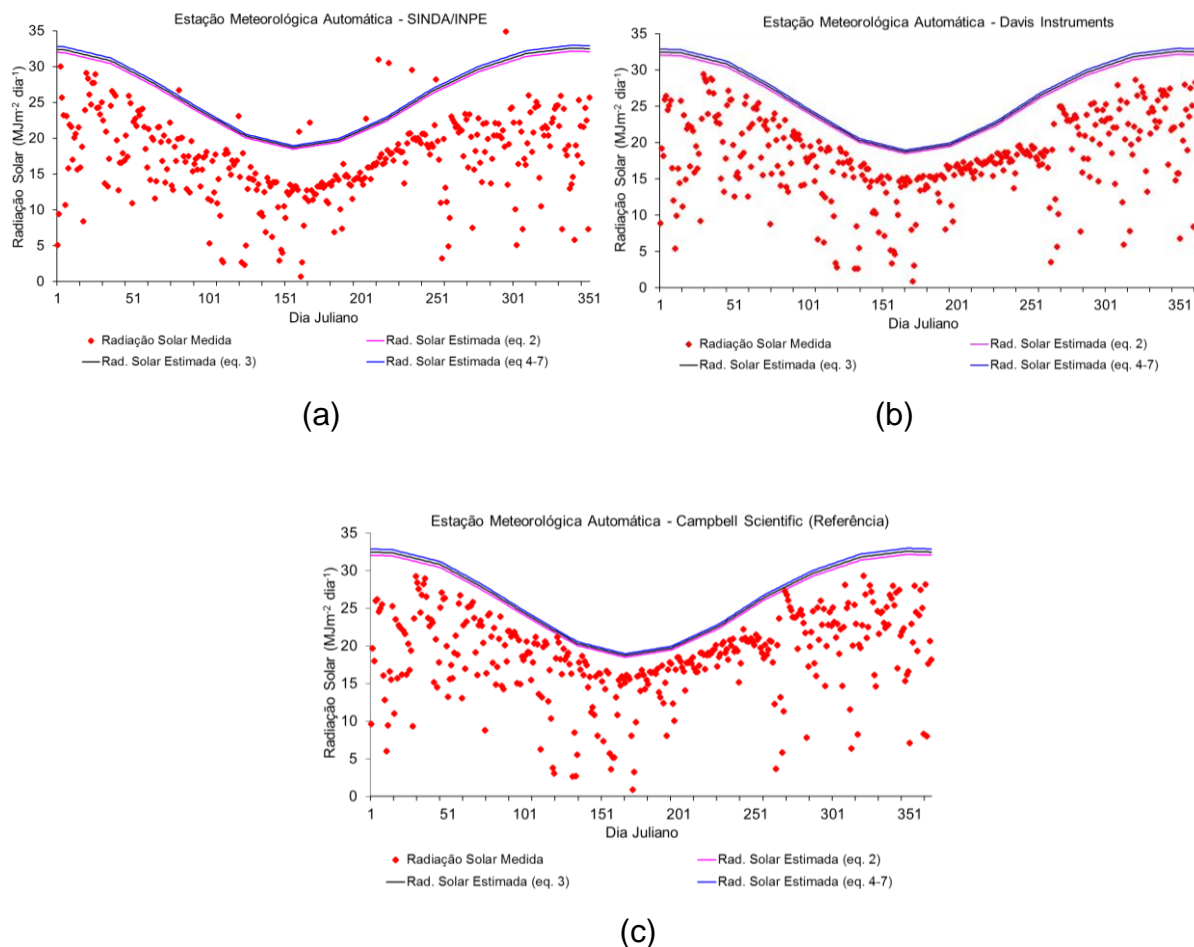 Estação Meteorológica Automática - SINDA/INPE
Radiação Solar (MJm-2 dia-1)
35
30
25
20
15
10
5
0
1 51 101 151 201 251 301 351
Dia Juliano
Radiação Solar Medida
Rad. Solar Estimada (eq. 2)
Rad. Solar Estimada (eq. 3)
Rad. Solar Estimada (eq 4-7)
(a)
Estação Meteorológica Automática - Davis Instruments
Radiação Solar (MJm-2 dia-1)
35
30
25
20
15
10
5
0
1 51 101 151 201 251 301 351
Dia Juliano
Radiação Solar Medida
Rad. Solar Estimada (eq. 2)
Rad. Solar Estimada (eq. 3)
Rad. Solar Estimada (eq 4-7)
(b)
Estação Meteorológica Automática - Campbell Scientific (Referência)
Radiação Solar (MJm-2 dia-1)
35
30
25
20
15
10
5
0
1 51 101 151 201 251 301 351
Dia Juliano
Radiação Solar Medida
Rad. Solar Estimada (eq. 2)
Rad. Solar Estimada (eq. 3)
Rad. Solar Estimada (eq. 4-7)
(c)